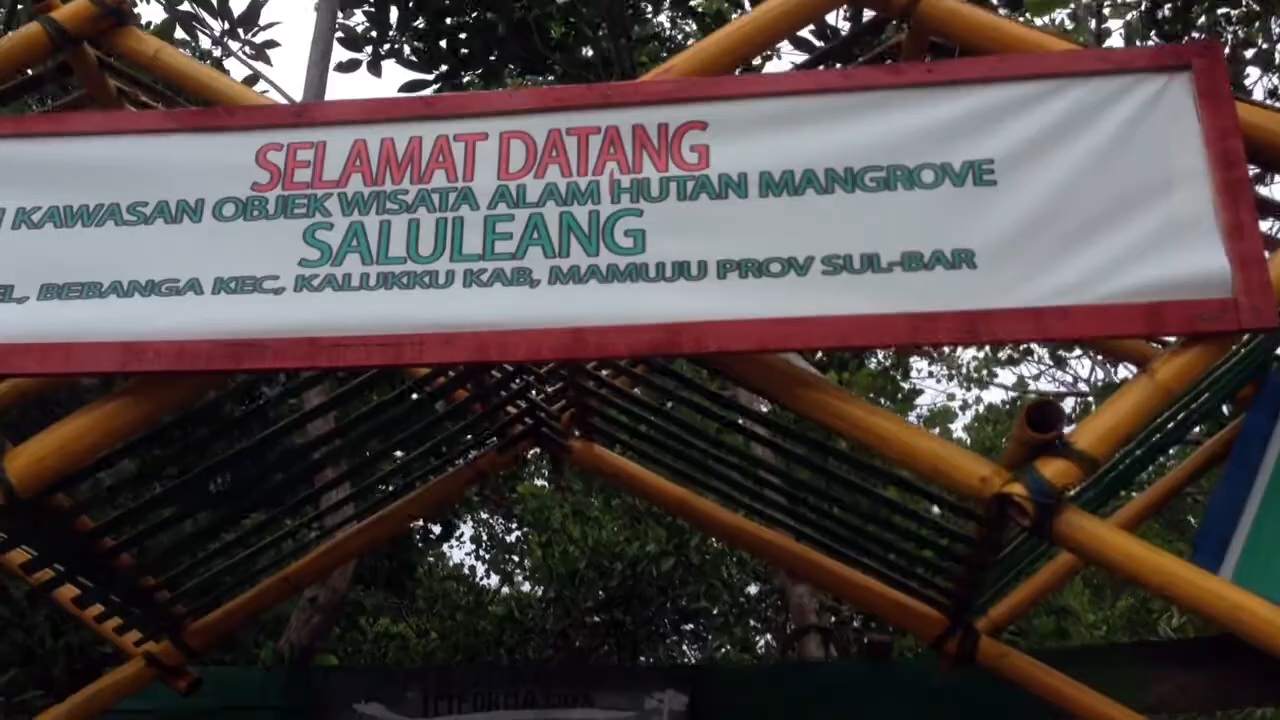 SELAMAT DATANG
KAWASAN OBJEK WISATA ALAM HUTAN MANGROVE
SALULEANG
BEBANGA KEC, KALUKKU KAB, MAMUJU PROV SUL-BAR